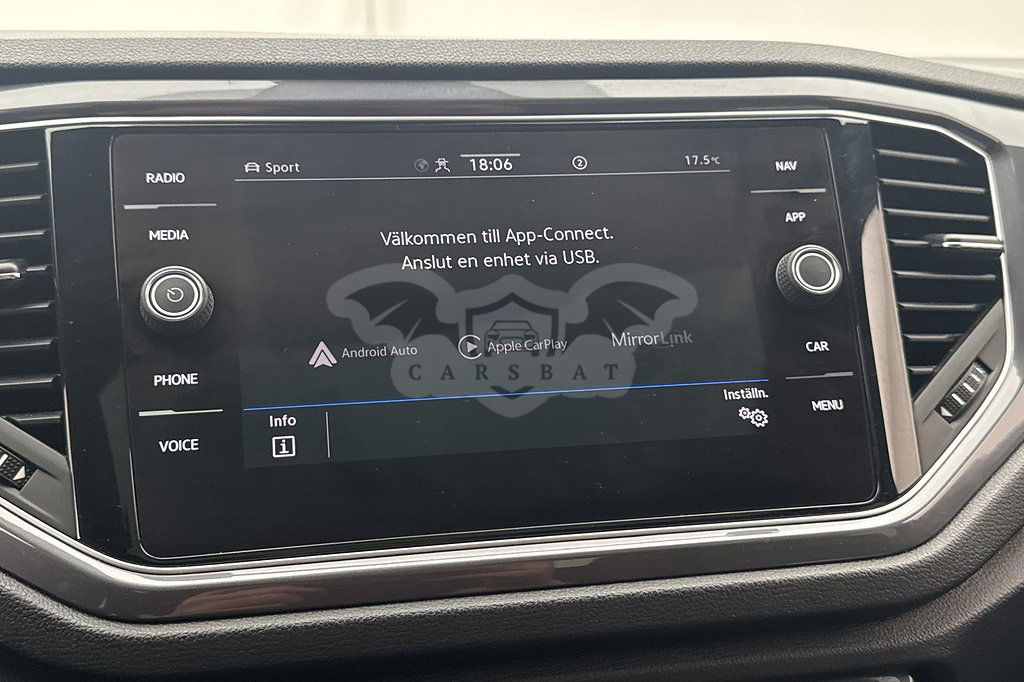 RADIO
MEDIA
PHONE
VOICE
Sport
18:06
2
17.5°C
Välkommen till App-Connect.
Anslut en enhet via USB.
Android Auto
Apple CarPlay
MirrorLink
CARSBAT
Info
i
Inställn.
NAV
APP
CAR
MENU